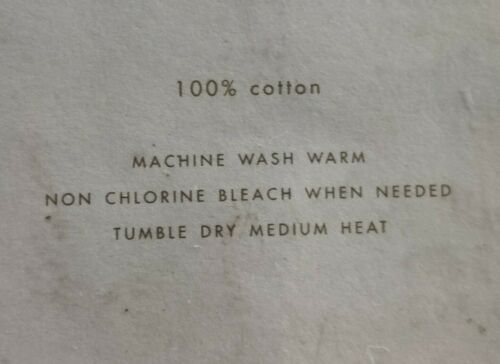 100% cotton
MACHINE WASH WARM
NON CHLORINE BLEACH WHEN NEEDED
TUMBLE DRY MEDIUM HEAT